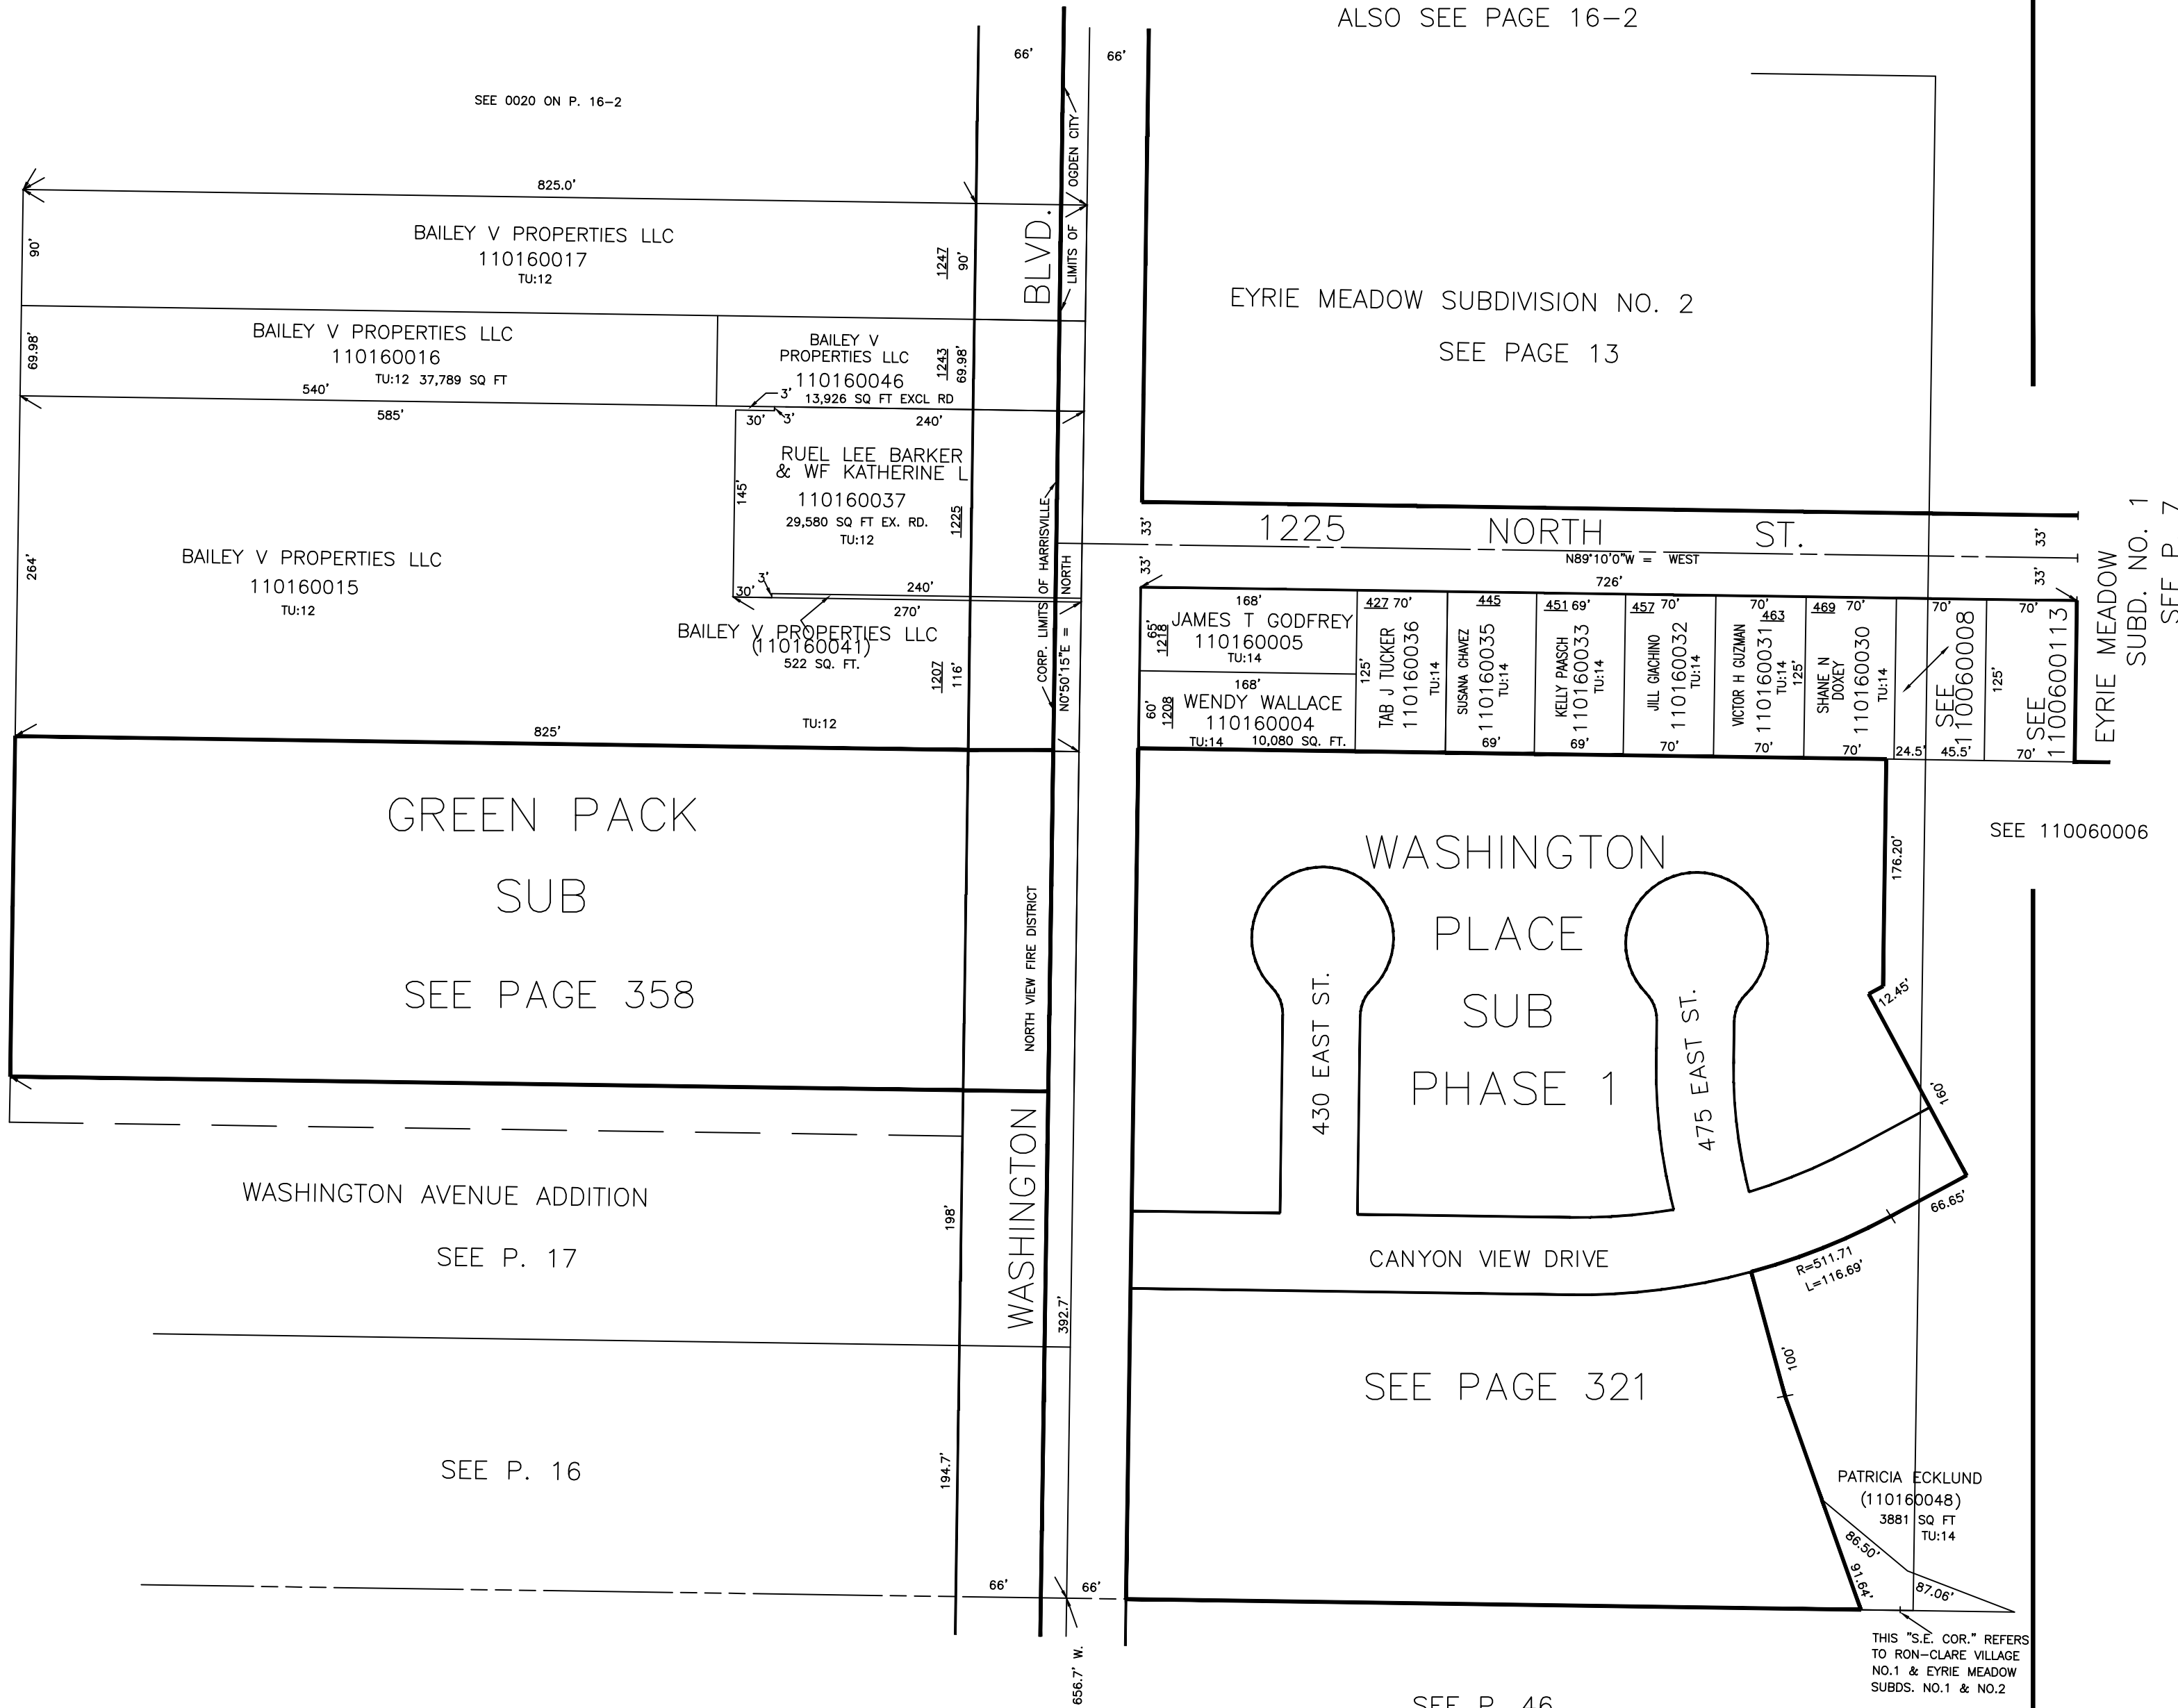 ALSO SEE PAGE 16-2
66'
66'
SEE 0020 ON P. 16-2
LIMITS OF OGDEN CITY
825.0'
90'
BAILEY V PROPERTIES LLC
110160017
TU:12
1247
90'
BLVD.
EYRIE MEADOW SUBDIVISION NO. 2
SEE PAGE 13
69.98'
BAILEY V PROPERTIES LLC
110160016
TU:12 37,789 SQ FT
540'
BAILEY V
PROPERTIES LLC
110160046
13,926 SQ FT EXCL RD
1243
69.98'
3'
585'
30'
3'
240'
RUEL LEE BARKER
& WF KATHERINE L
110160037
29,580 SQ FT EX. RD.
TU:12
145'
1225
264'
BAILEY V PROPERTIES LLC
110160015
TU:12
30'
3'
240'
270'
BAILEY V PROPERTIES LLC
(110160041)
522 SQ. FT.
1207
116'
TU:12
825'
CORP. LIMITS OF HARRISVILLE
N0°50'15"E = NORTH
33'
1225 NORTH ST.
33'
N89°10'0"W = WEST
33'
33'
726'
168'
65'
1218
JAMES T GODFREY
110160005
TU:14
168'
60'
1208
WENDY WALLACE
110160004
TU:14 10,080 SQ. FT.
427 70'
125'
TAB J TUCKER
110160036
TU:14
445
SUSANA CHAVEZ
110160035
TU:14
69'
451 69'
KELLY PAASCH
110160033
TU:14
69'
457 70'
JILL GIACHINO
110160032
TU:14
70'
70'
463
VICTOR H GUZMAN
110160031
TU:14
125'
70'
469 70'
SHANE N
DOXEY
110160030
TU:14
70'
70'
SEE
110060008
24.5'
45.5'
125'
70'
SEE
110600113
70'
EYRIE MEADOW
SUBD. NO. 1
SEE P. 7
SEE 110060006
GREEN PACK
SUB
SEE PAGE 358
NORTH VIEW FIRE DISTRICT
WASHINGTON
PLACE
SUB
PHASE 1
430 EAST ST.
475 EAST ST.
176.20'
12.45'
160'
66.65'
R=511.71
L=116.69'
CANYON VIEW DRIVE
WASHINGTON AVENUE ADDITION
SEE P. 17
198'
WASHINGTON
392.7'
SEE PAGE 321
100'
SEE P. 16
194.7'
PATRICIA ECKLUND
(110160048)
3881 SQ FT
TU:14
86.50'
91.64'
87.06'
66'
66'
656.7' W.
THIS "S.E. COR." REFERS
TO RON-CLARE VILLAGE
NO.1 & EYRIE MEADOW
SUBDS. NO.1 & NO.2
SEE P. 46